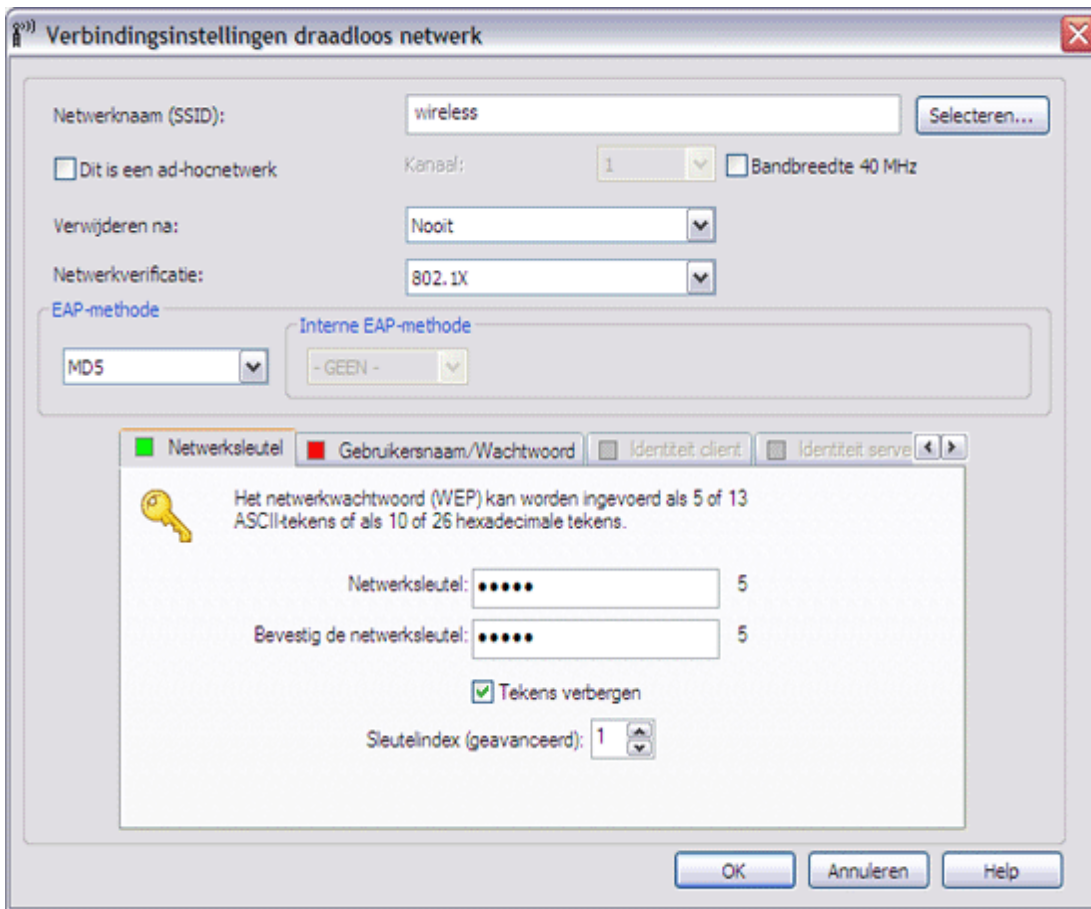 Verbindingsinstellingen draadloos netwerk
Netwerknaam (SSID): wireless Selecteren...
Dit is een ad-hocnetwerk Kanaal: 1 Bandbreedte 40 MHz
Verwijderen na: Nooit
Netwerkverificatie: 802.1X
EAP-methode
Interne EAP-methode
MD5 - GEEN -
Netwerksleutel Gebruikersnaam/Wachtwoord Identiteit client Identiteit serve
Het netwerkwachtwoord (WEP) kan worden ingevoerd als 5 of 13
ASCII-tekens of als 10 of 26 hexadecimale tekens.
Netwerksleutel: ••••• 5
Bevestig de netwerksleutel: ••••• 5
Tekens verbergen
Sleutelindex (geavanceerd): 1
OK Annuleren Help